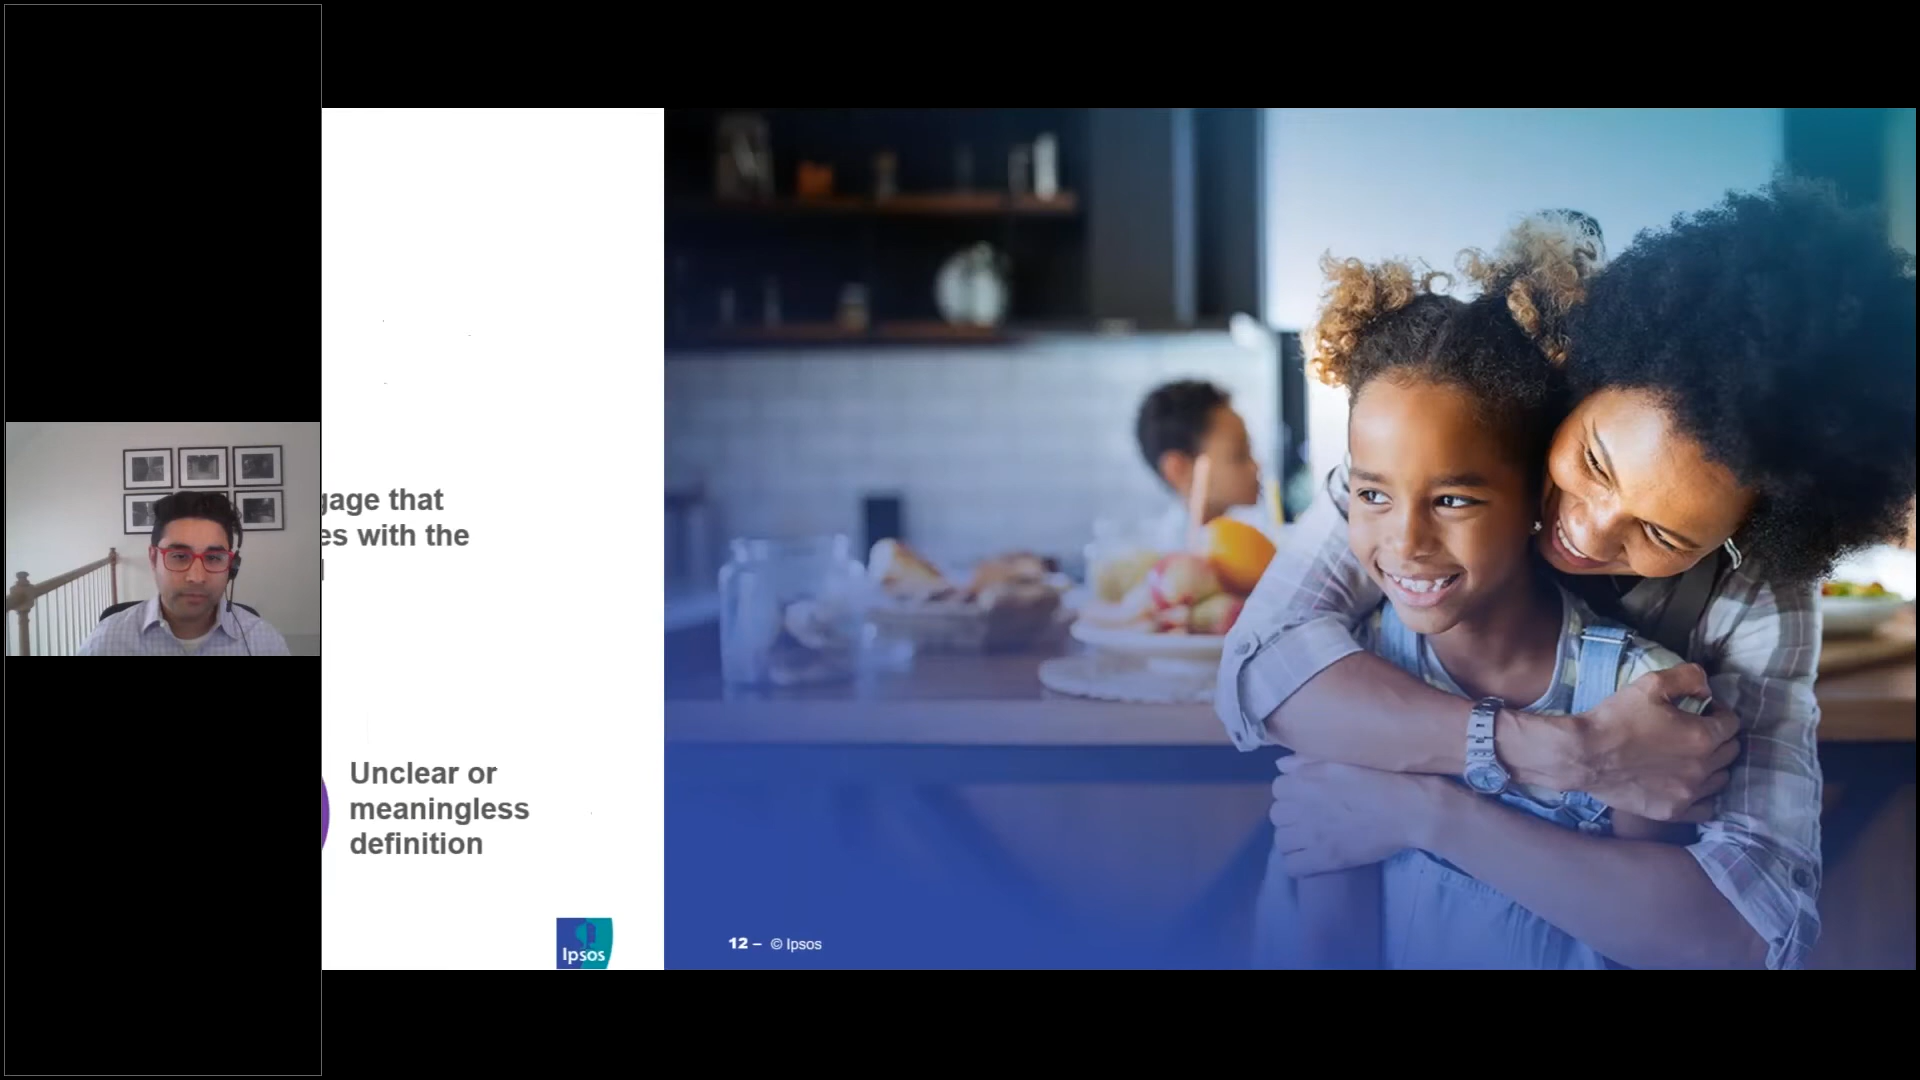 gage that
es with the
Unclear or
meaningless
definition
Ipsos
12 – © Ipsos